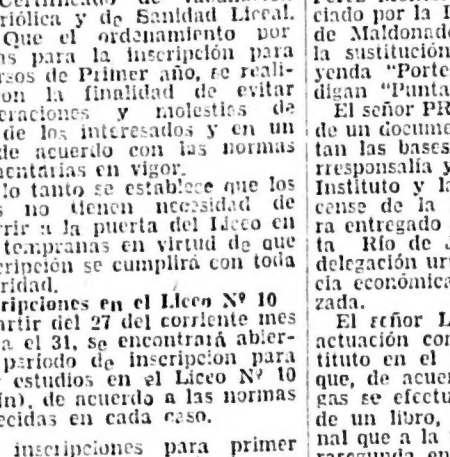 Certificado de
riólica y de Sanidad Liceal.
Que el ordenamiento por
as para la inscripción para
rsos de Primer año, se reali-
on la finalidad de evitar
eraciones y molestias de
de los interesados y en un
de acuerdo con las normas
mentarias en vigor.
lo tanto se establece que los
s no tienen necesidad de
rrir a la puerta del Liceo en
tempranas en virtud de que
cripción se cumplirá con toda
ridad.
ripciones en el Liceo Nº 10
artir del 27 del corriente mes
a el 31, se encontrará abier-
período de inscripcion para
estudios en el Liceo Nº 10
ín), de acuerdo a las normas
ecidas en cada caso.
inscripciones para primer
ciado por la I
de Maldonado
la sustitución
yenda "Porte
digan "Punta
El señor PR
de un docume
tan las bases
rresponsalía y
Instituto y la
cense de la
ra entregado
ta Río de J
delegación uru
cia económica
zada.
El señor L
actuación con
tituto en el
que, de acuer
gas se efectu
de un libro,
nal que a la